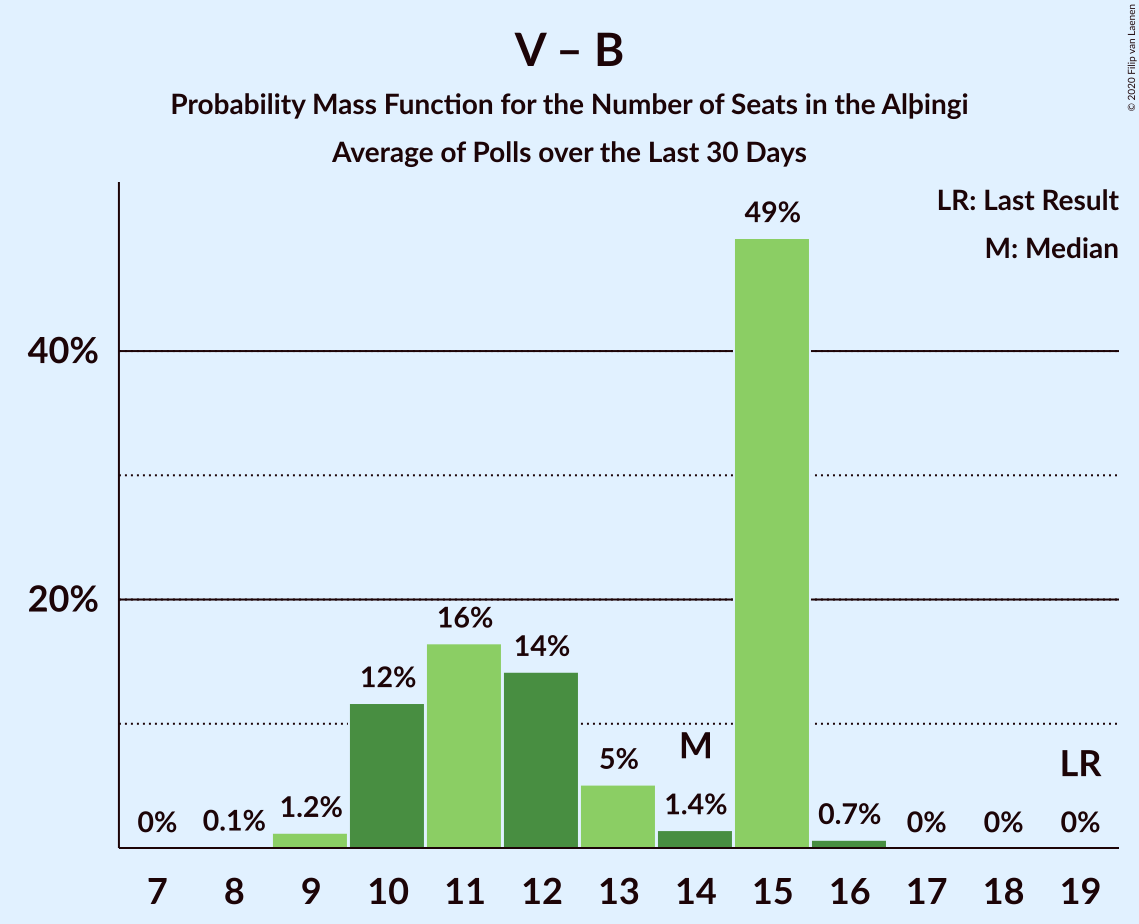 V – B
Probability Mass Function for the Number of Seats in the Alþingi
Average of Polls over the Last 30 Days
© 2020 Filip van Laenen
LR: Last Result
M: Median
40%
20%
0%
0.1%
1.2%
12%
16%
14%
5%
M
1.4%
49%
0.7%
0%
0%
LR
0%
7 8 9 10 11 12 13 14 15 16 17 18 19